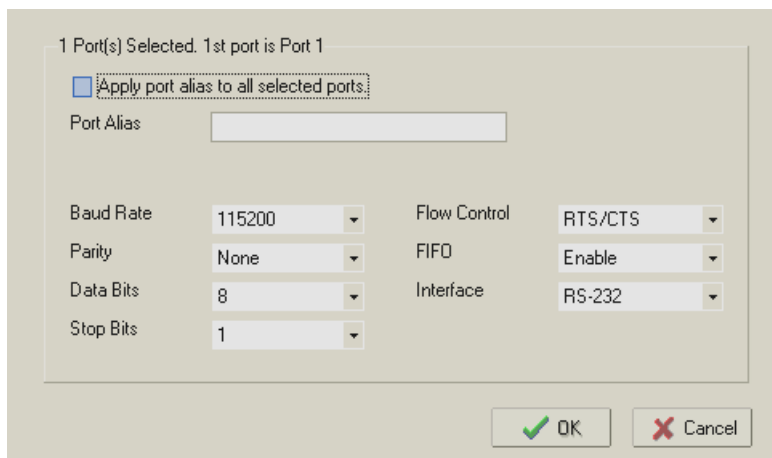 1 Port(s) Selected. 1st port is Port 1
Apply port alias to all selected ports.
Port Alias
Baud Rate 115200 Flow Control RTS/CTS
Parity None FIFO Enable
Data Bits 8 Interface RS-232
Stop Bits 1
OK Cancel